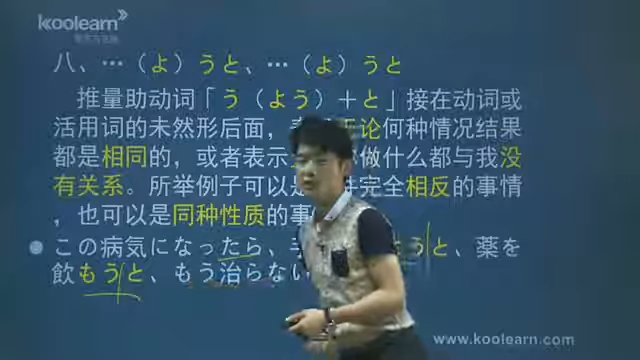 koolearn
八、…（よ）うと、…（よ）うと
推量助动词「う（よう）＋と」接在动词或
活用词的未然形后面，表 无论何种情况结果
都是相同的，或者表示 你做什么都与我没
有关系。所举例子可以是 件完全相反的事情
，也可以是同种性质的事
●この病気になったら、手 うと、薬を
飲もうと、もう治らない
www.koolearn.com